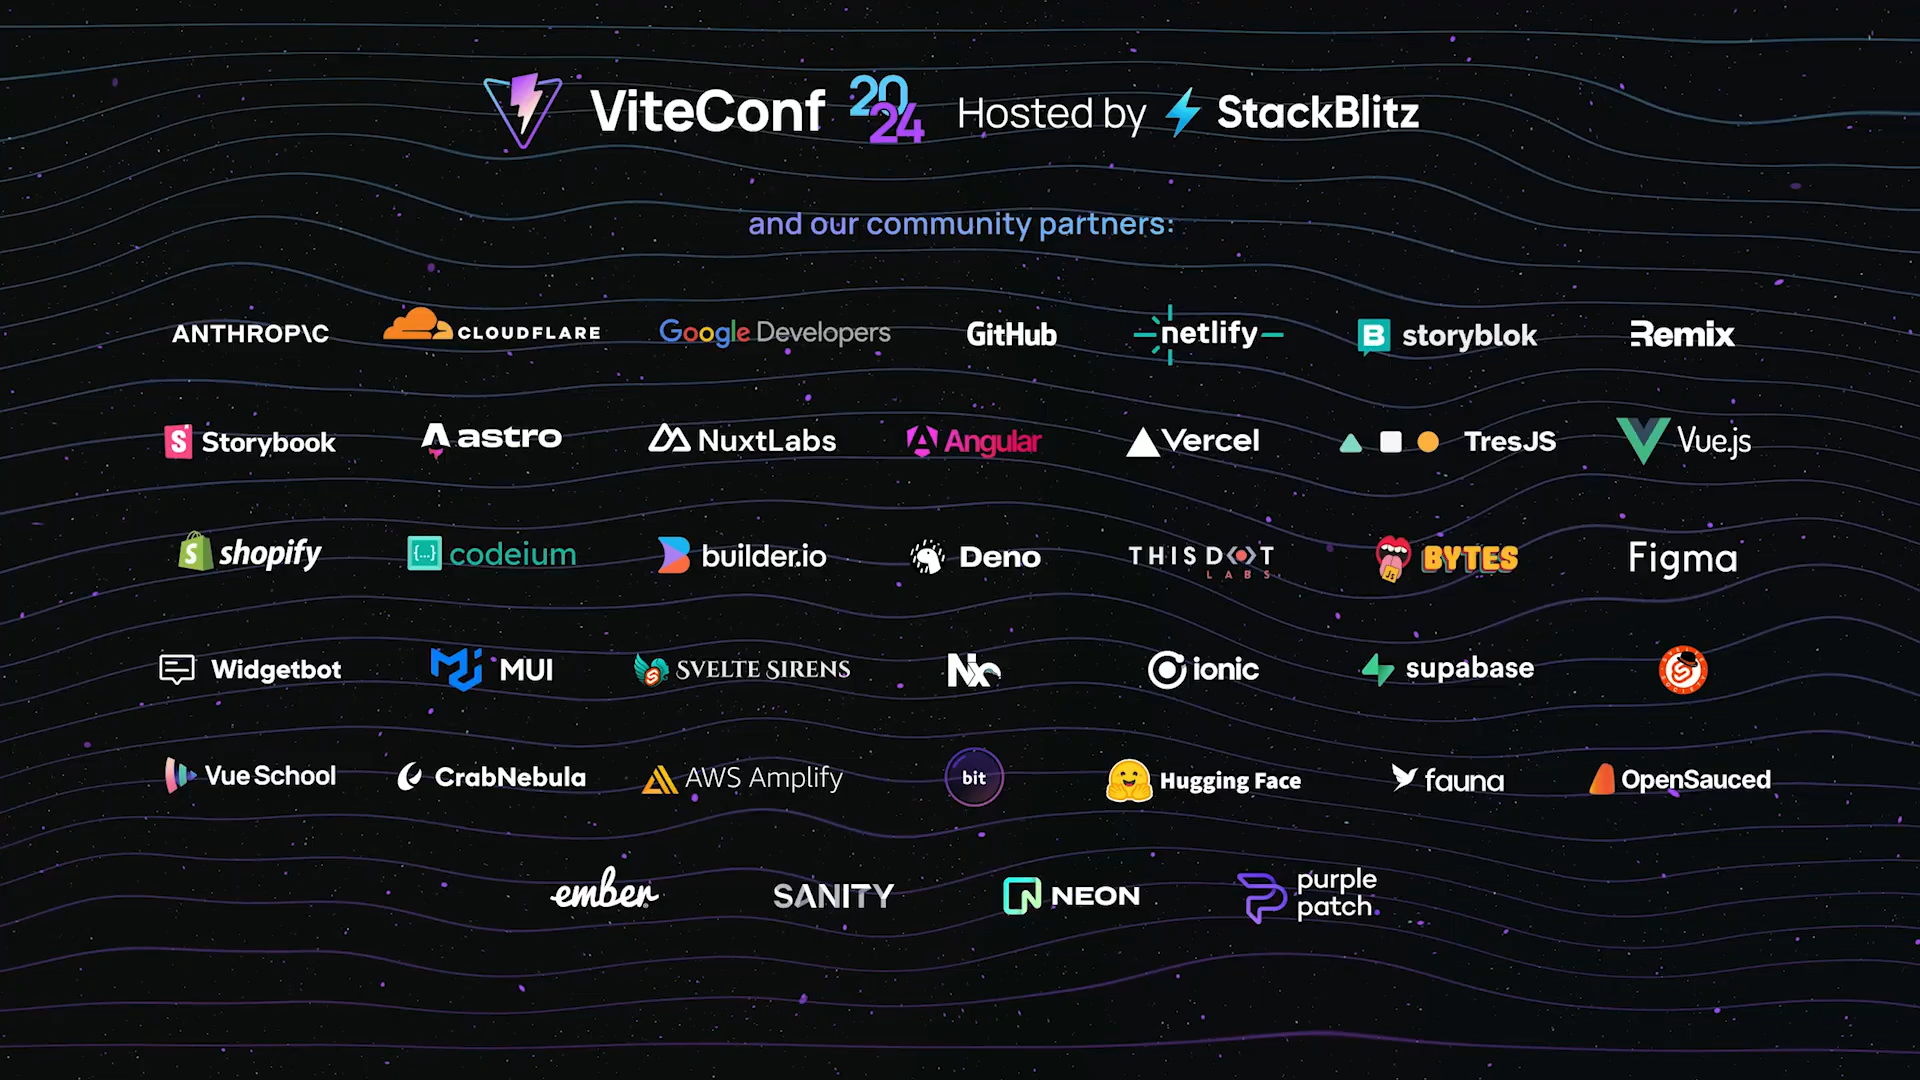 ViteConf 2024 Hosted by StackBlitz
and our community partners:
ANTHROP\C CLOUDFLARE Google Developers GitHub netlify B storyblok Remix
S Storybook astro NuxtLabs Angular Vercel TresJS Vue.js
S shopify {...} codeium builder.io Deno THIS DOT LABS JS BYTES Figma
Widgetbot MUI S SVELTE SIRENS Nx ionic supabase
Vue School CrabNebula AWS Amplify bit Hugging Face fauna OpenSauced
ember SANITY NEON purple patch.